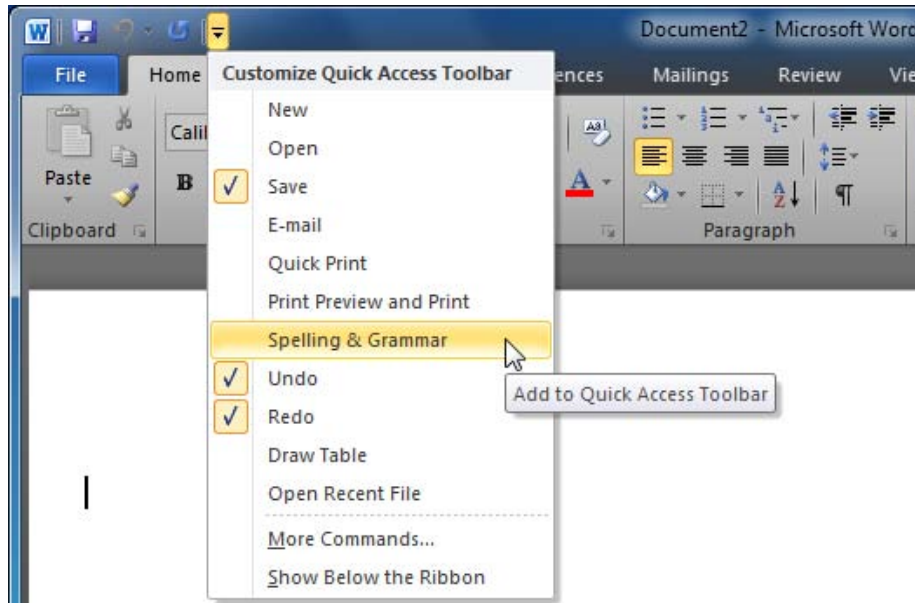 Document2 - Microsoft Word
File Home Mailings Review
Customize Quick Access Toolbar
New
Open
Save
E-mail
Quick Print
Print Preview and Print
Spelling & Grammar
Add to Quick Access Toolbar
Undo
Redo
Draw Table
Open Recent File
More Commands...
Show Below the Ribbon
Paste
B
Clipboard
Paragraph